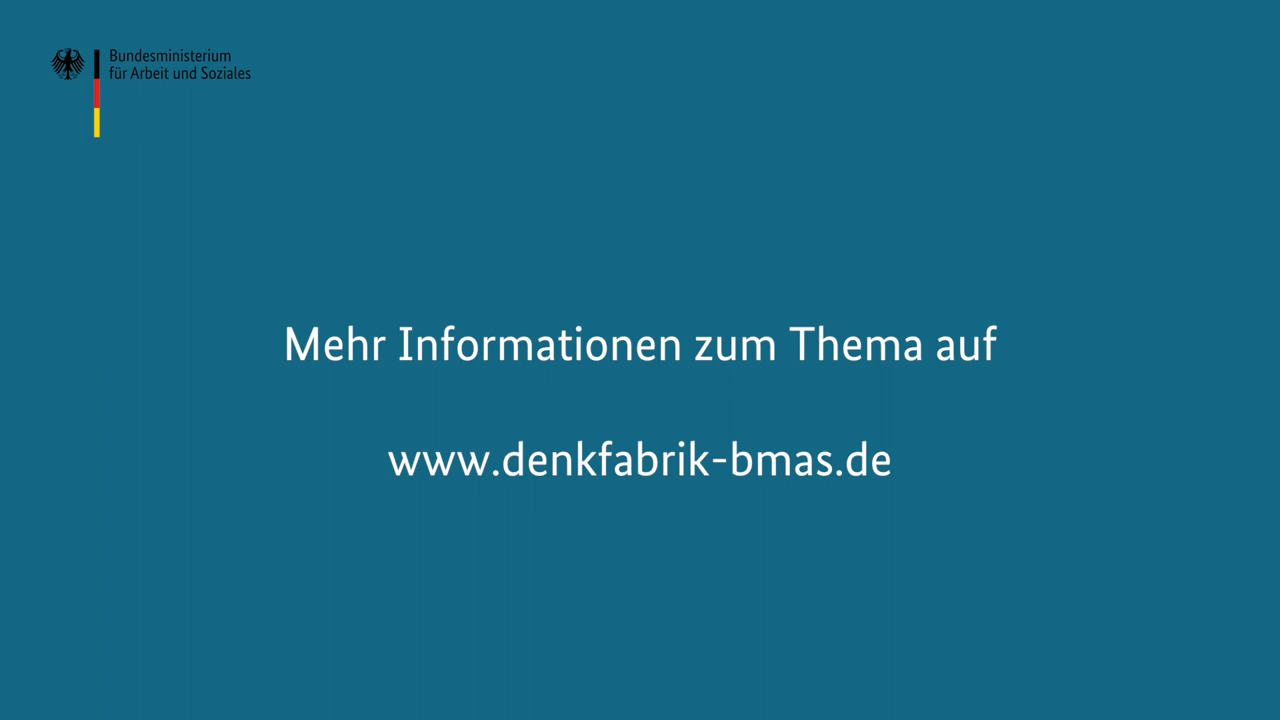 Bundesministerium
für Arbeit und Soziales
Mehr Informationen zum Thema auf
www.denkfabrik-bmas.de